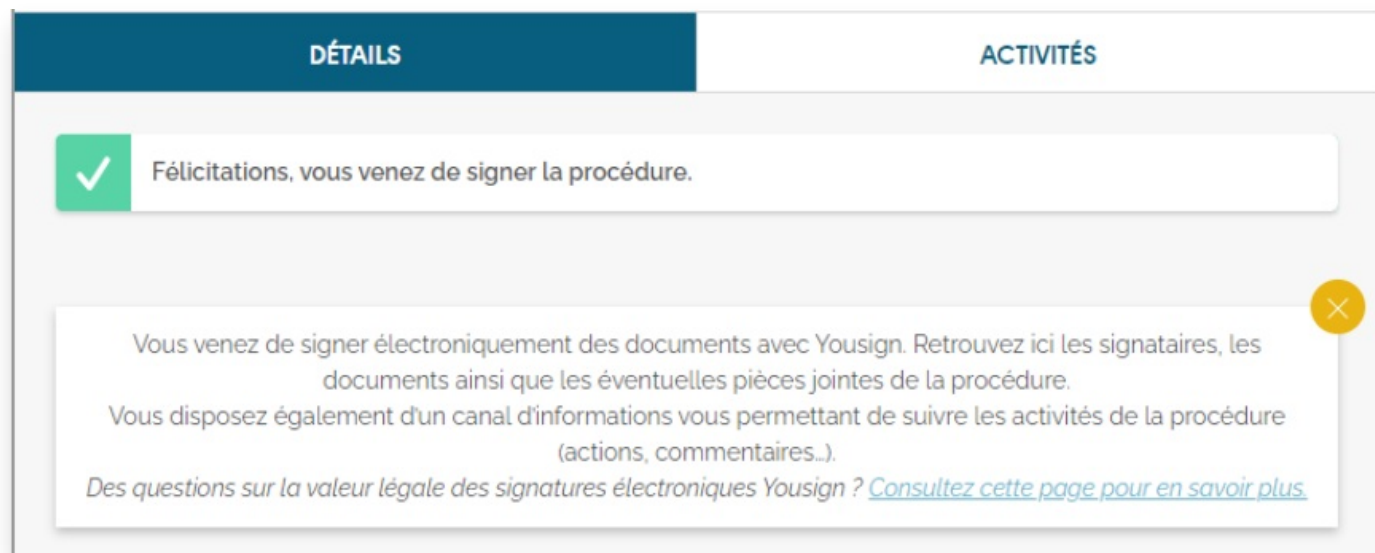 DÉTAILS
ACTIVITÉS
Félicitations, vous venez de signer la procédure.
Vous venez de signer électroniquement des documents avec Yousign. Retrouvez ici les signataires, les
documents ainsi que les éventuelles pièces jointes de la procédure.
Vous disposez également d'un canal d'informations vous permettant de suivre les activités de la procédure
(actions, commentaires…).
Des questions sur la valeur légale des signatures électroniques Yousign ? Consultez cette page pour en savoir plus.